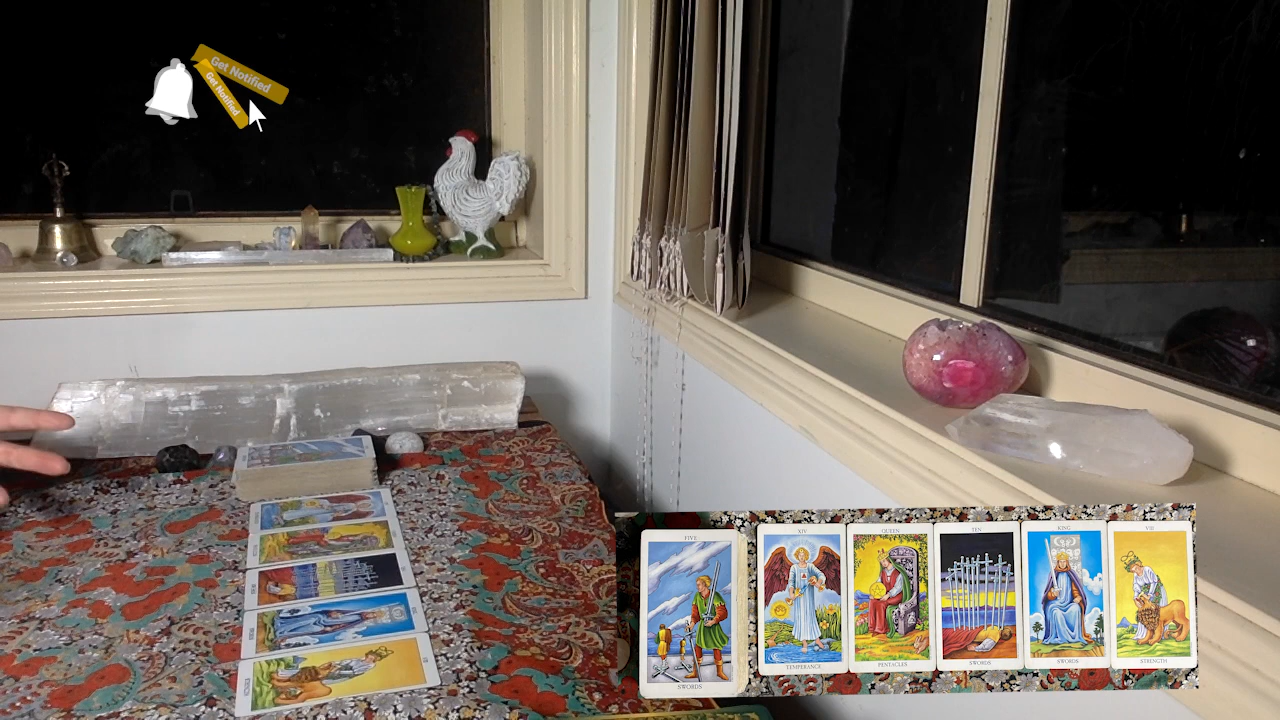 Get Notified
Get Notified
FIVE
SWORDS
XIV
TEMPERANCE
QUEEN
PENTACLES
TEN
SWORDS
KING
SWORDS
VIII
STRENGTH